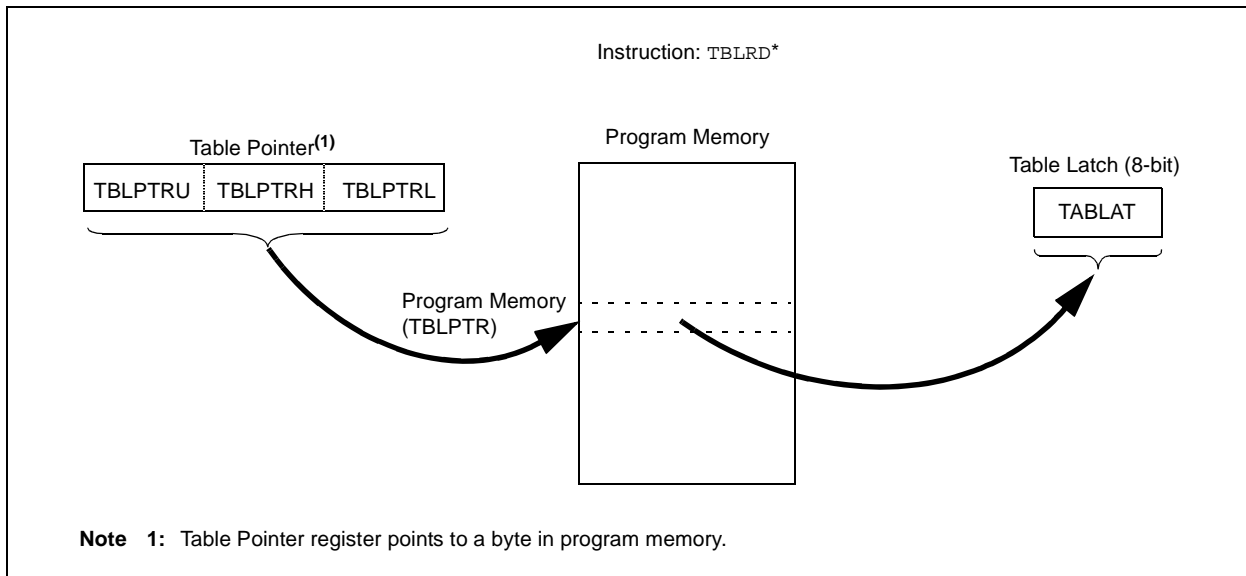 Instruction: TBLRD*
Table Pointer(1)
TBLPTRU TBLPTRH TBLPTRL
Program Memory
Table Latch (8-bit)
TABLAT
Program Memory
(TBLPTR)
Note 1: Table Pointer register points to a byte in program memory.